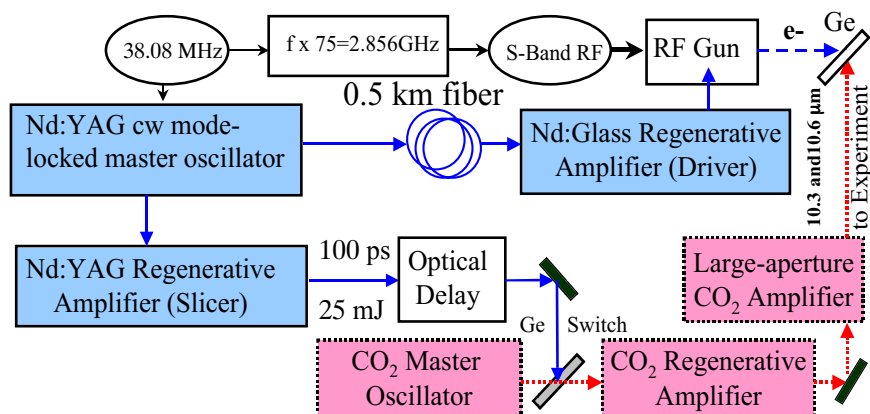 38.08 MHz
f x 75=2.856GHz
S-Band RF
RF Gun
e-
Ge
0.5 km fiber
Nd:YAG cw mode-
locked master oscillator
Nd:Glass Regenerative
Amplifier (Driver)
10.3 and10.6 µm
to Experiment
Nd:YAG Regenerative
Amplifier (Slicer)
100 ps
25 mJ
Optical
Delay
Large-aperture
CO₂ Amplifier
Ge Switch
CO₂ Master
Oscillator
CO₂ Regenerative
Amplifier